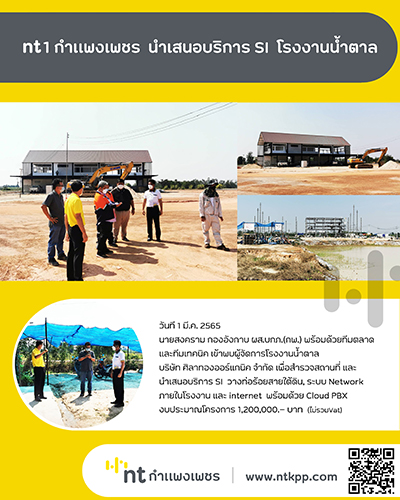 nt1 กำแพงเพชร นำเสนอบริการ SI โรงงานน้ำตาล
วันที่ 1 มี.ค. 2565
นายสงคราม กองอังกาบ ผส.บภภ.(กพ.) พร้อมด้วยทีมตลาด
และทีมเทคนิค เข้าพบผู้จัดการโรงงานน้ำตาล
บริษัท ศิลาทองออร์แกนิค จำกัด เพื่อสำรวจสถานที่ และ
นำเสนอบริการ SI วางท่อร้อยสายใต้ดิน, ระบบ Network
ภายในโรงงาน และ internet พร้อมด้วย Cloud PBX
งบประมาณโครงการ 1,200,000.- บาท (ไม่รวมvat)
nt กำแพงเพชร | www.ntkpp.com